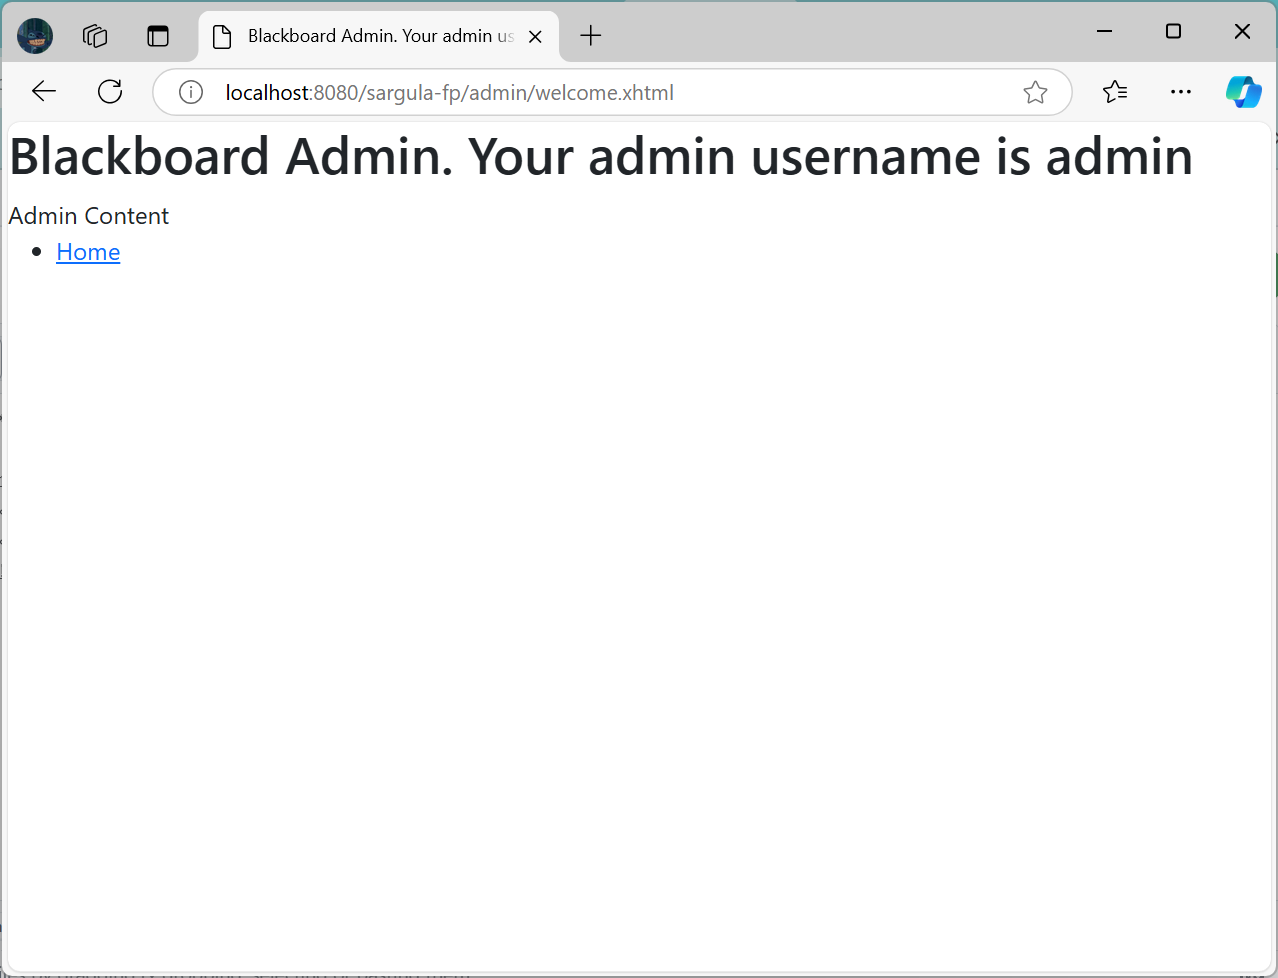 Blackboard Admin. Your admin us
localhost:8080/sargula-fp/admin/welcome.xhtml
Blackboard Admin. Your admin username is admin
Admin Content
Home